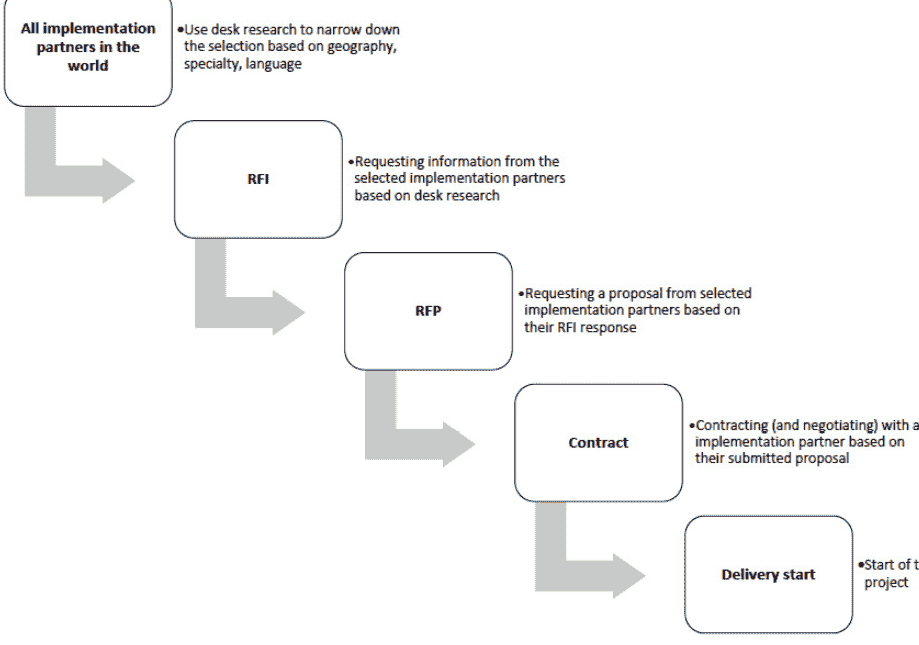 All implementation
partners in the
world
•Use desk research to narrow down
the selection based on geography,
specialty, language
RFI
•Requesting information from the
selected implementation partners
based on desk research
RFP
•Requesting a proposal from selected
implementation partners based on
their RFI response
Contract
•Contracting (and negotiating) with a
implementation partner based on
their submitted proposal
Delivery start
•Start of t
project